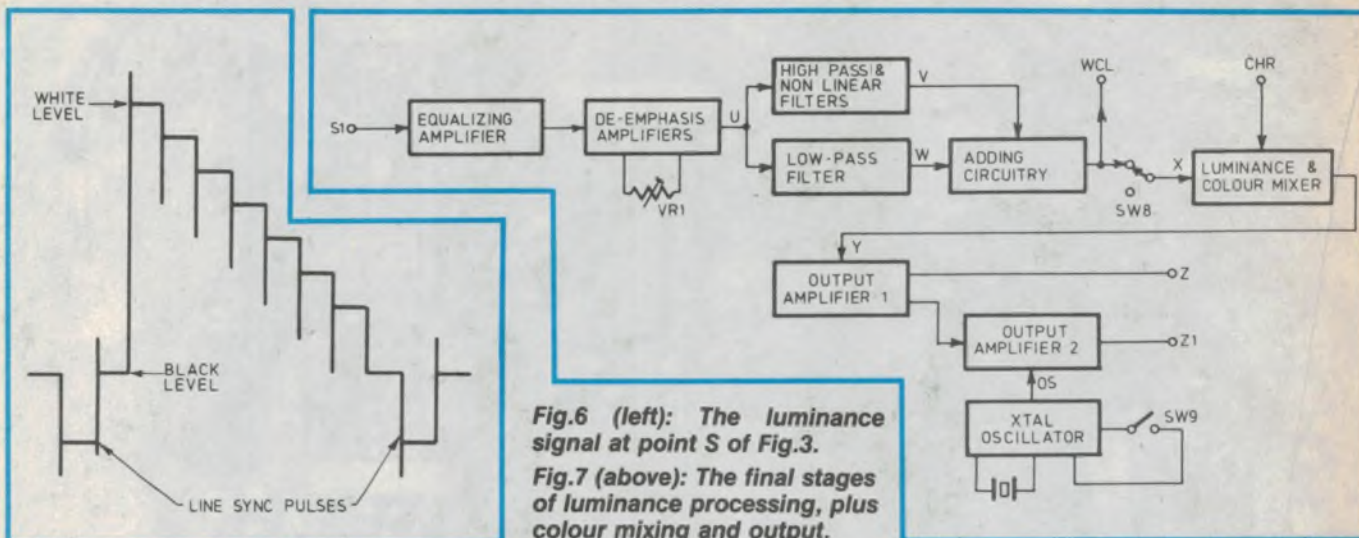 WHITE
LEVEL
BLACK
LEVEL
LINE SYNC PULSES
S1
EQUALIZING
AMPLIFIER
DE-EMPHASIS
AMPLIFIERS
VR1
U
HIGH PASS &
NON LINEAR
FILTERS
V
LOW-PASS
FILTER
W
ADDING
CIRCUITRY
WCL
SW8
X
CHR
LUMINANCE &
COLOUR MIXER
Y
OUTPUT
AMPLIFIER 1
Z
OUTPUT
AMPLIFIER 2
Z1
OS
XTAL
OSCILLATOR
SW9
Fig.6 (left): The luminance
signal at point S of Fig.3.
Fig.7 (above): The final stages
of luminance processing, plus
colour mixing and output.